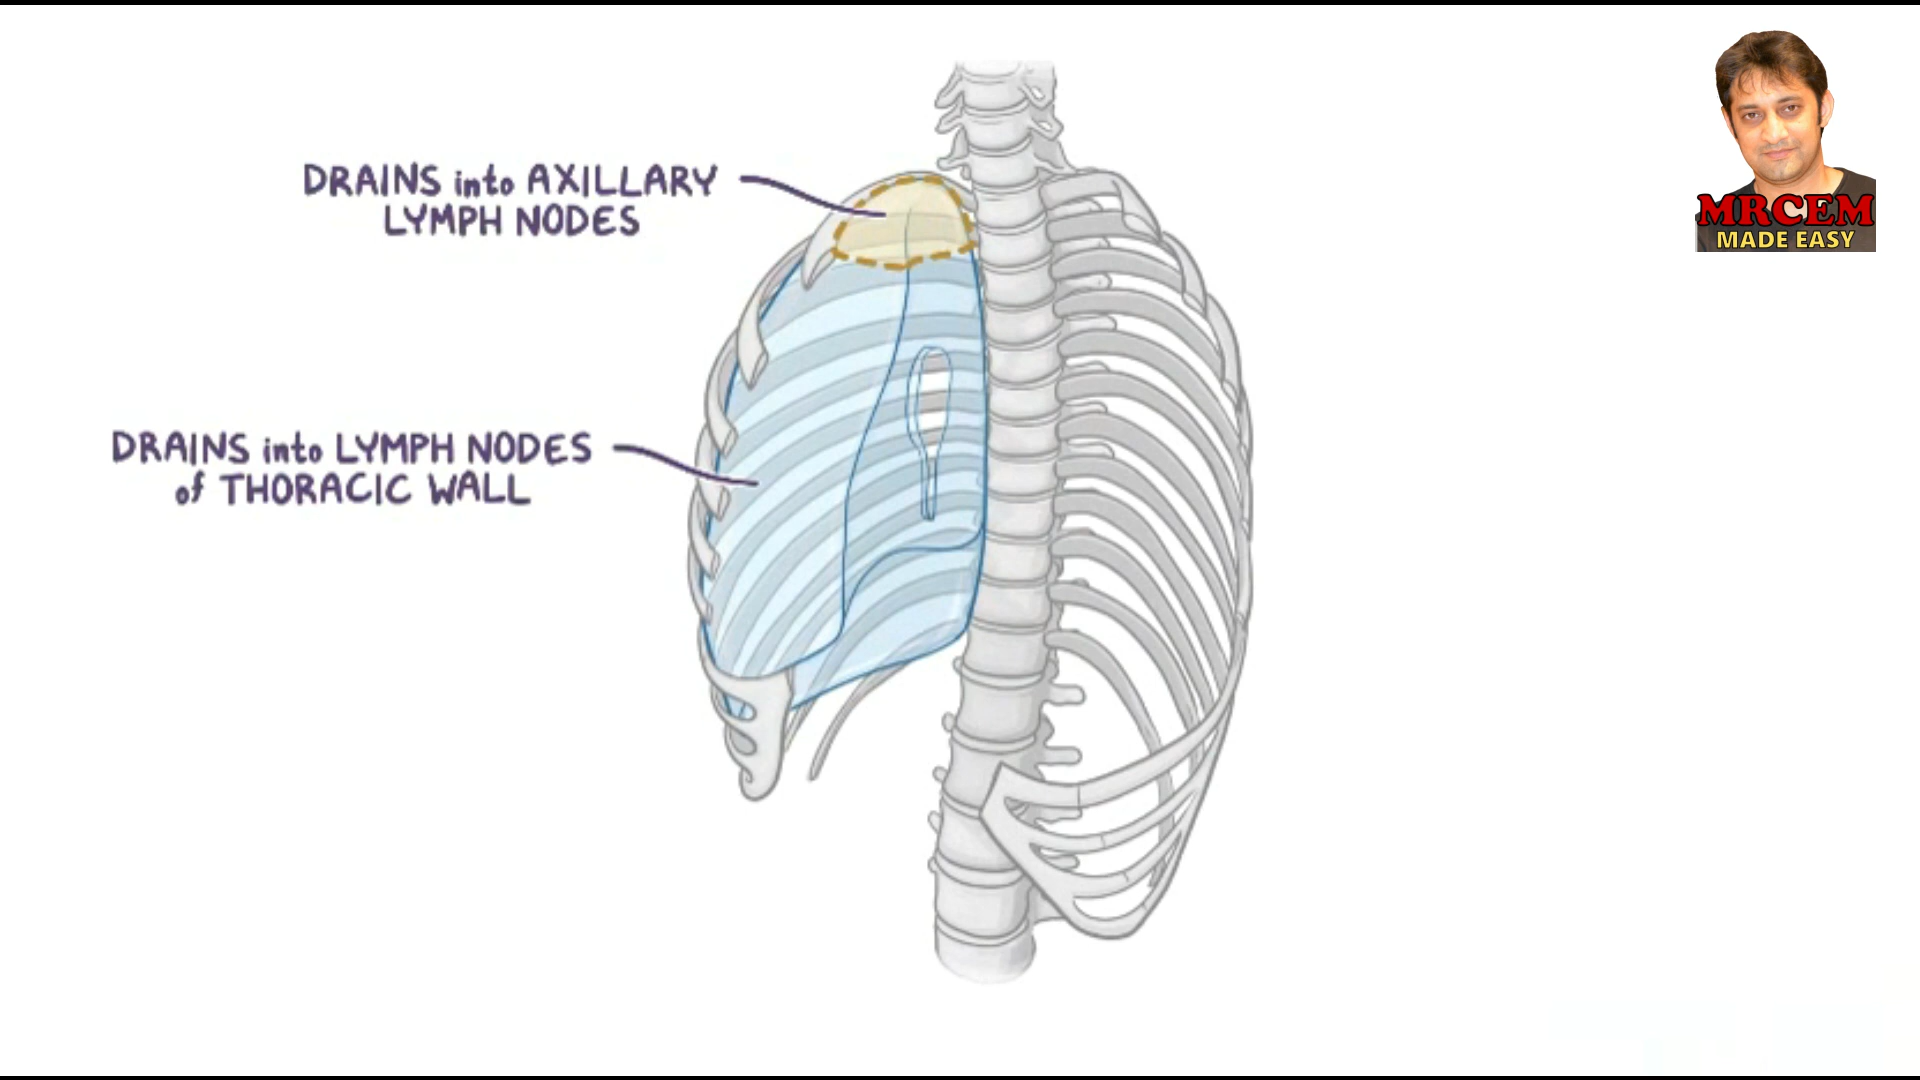 DRAINS into AXILLARY
LYMPH NODES
DRAINS into LYMPH NODES
of THORACIC WALL
MRCEM
MADE EASY